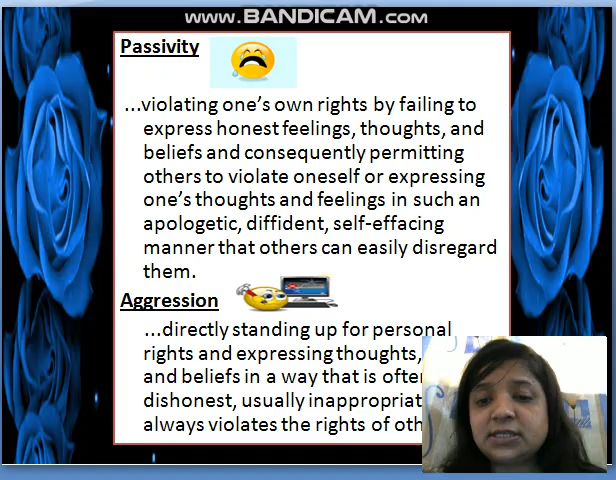 www.BANDICAM.com
Passivity
...violating one's own rights by failing to
express honest feelings, thoughts, and
beliefs and consequently permitting
others to violate oneself or expressing
one's thoughts and feelings in such an
apologetic, diffident, self-effacing
manner that others can easily disregard
them.
Aggression
...directly standing up for personal
rights and expressing thoughts,
and beliefs in a way that is
dishonest, usually
always violates the rights of